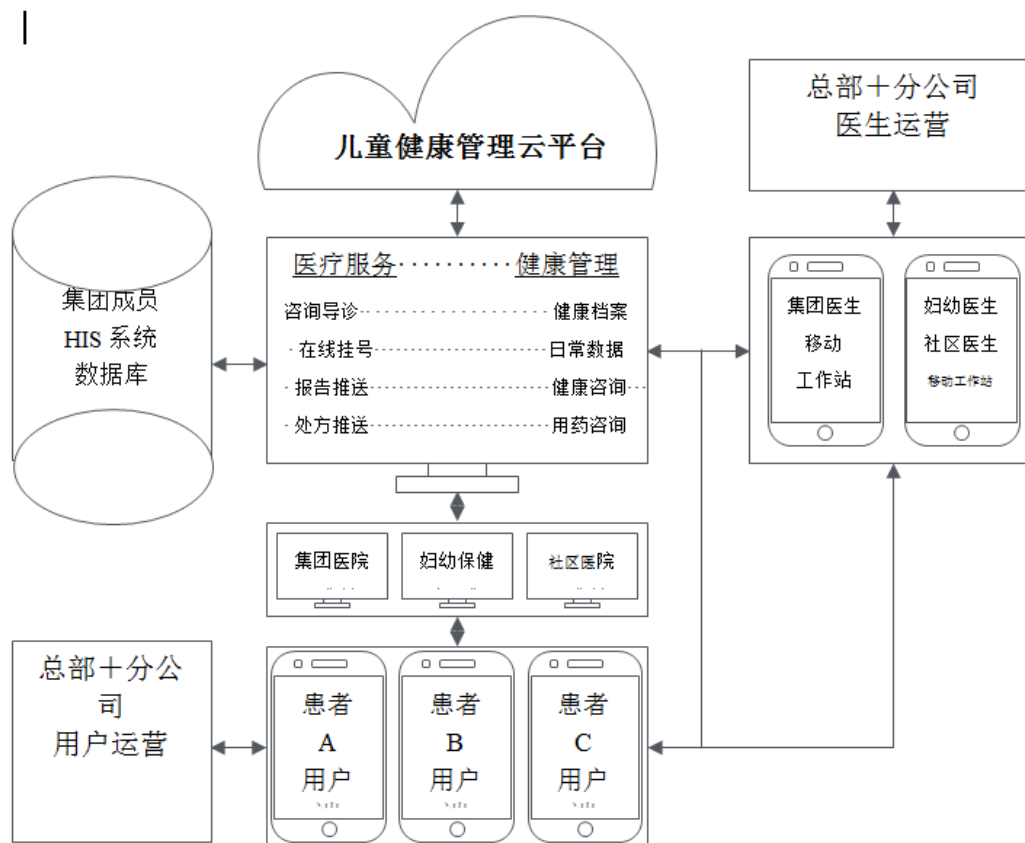 儿童健康管理云平台
总部十分公司
医生运营
集团成员
HIS 系统
数据库
医疗服务··········健康管理
咨询导诊 健康档案
在线挂号 日常数据
报告推送 健康咨询
处方推送 用药咨询
集团医生
移动
工作站
妇幼医生
社区医生
移动工作站
集团医院
妇幼保健
社区医院
总部十分公
司
用户运营
患者
A
用户
患者
B
用户
患者
C
用户